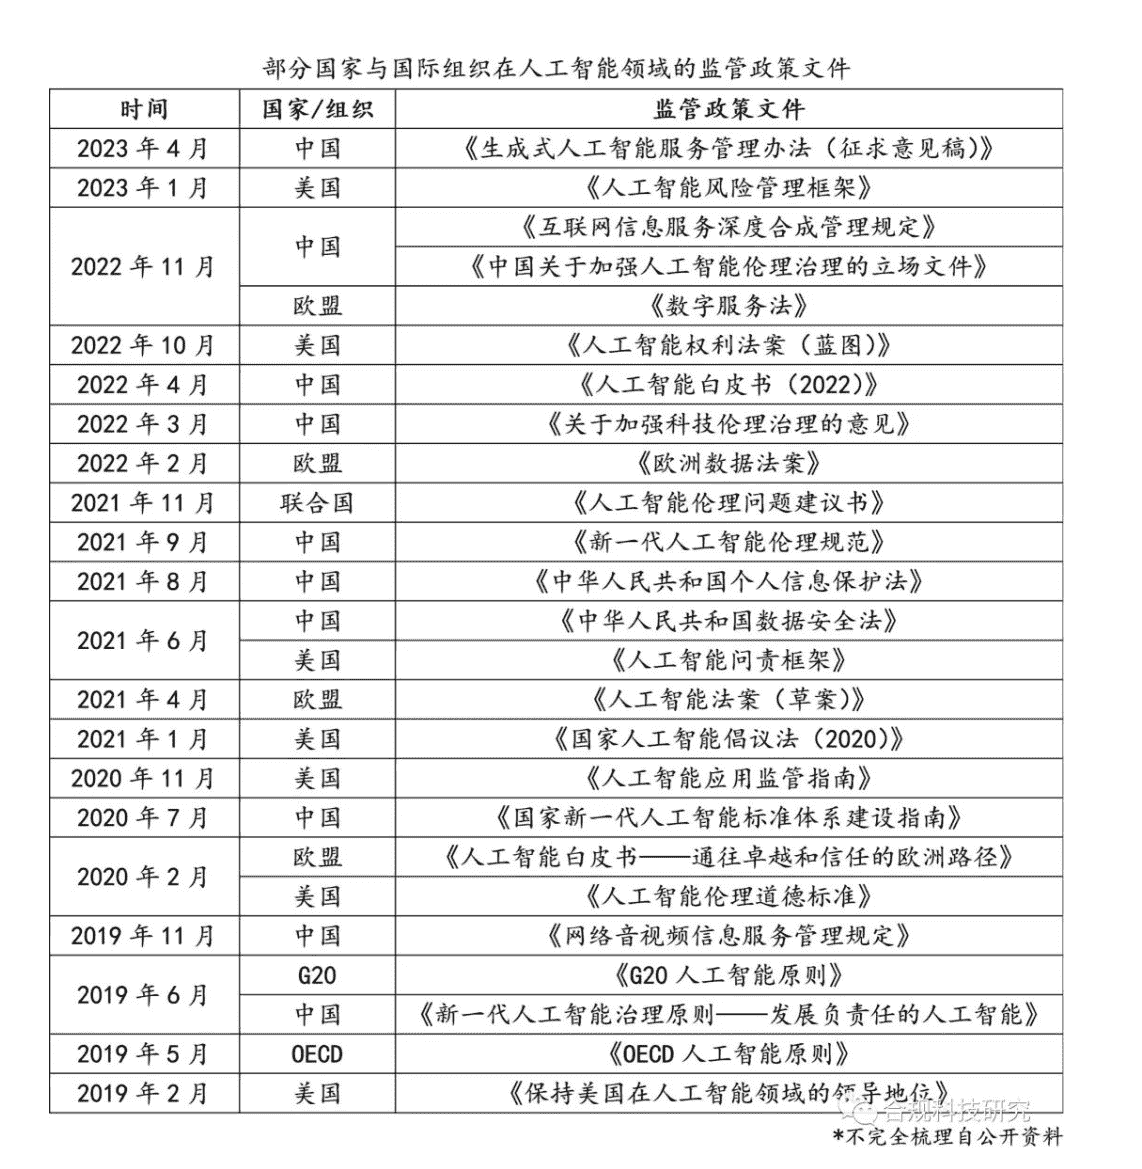 部分国家与国际组织在人工智能领域的监管政策文件
时间 国家/组织 监管政策文件
2023年4月 中国 《生成式人工智能服务管理办法（征求意见稿）》
2023年1月 美国 《人工智能风险管理框架》
2022年11月 中国 《互联网信息服务深度合成管理规定》
《中国关于加强人工智能伦理治理的立场文件》
欧盟 《数字服务法》
2022年10月 美国 《人工智能权利法案（蓝图）》
2022年4月 中国 《人工智能白皮书（2022）》
2022年3月 中国 《关于加强科技伦理治理的意见》
2022年2月 欧盟 《欧洲数据法案》
2021年11月 联合国 《人工智能伦理问题建议书》
2021年9月 中国 《新一代人工智能伦理规范》
2021年8月 中国 《中华人民共和国个人信息保护法》
2021年6月 中国 《中华人民共和国数据安全法》
美国 《人工智能问责框架》
2021年4月 欧盟 《人工智能法案（草案）》
2021年1月 美国 《国家人工智能倡议法（2020）》
2020年11月 美国 《人工智能应用监管指南》
2020年7月 中国 《国家新一代人工智能标准体系建设指南》
2020年2月 欧盟 《人工智能白皮书——通往卓越和信任的欧洲路径》
美国 《人工智能伦理道德标准》
2019年11月 中国 《网络音视频信息服务管理规定》
2019年6月 G20 《G20人工智能原则》
中国 《新一代人工智能治理原则——发展负责任的人工智能》
2019年5月 OECD 《OECD人工智能原则》
2019年2月 美国 《保持美国在人工智能领域的领导地位》
合规科技研究
*不完全梳理自公开资料